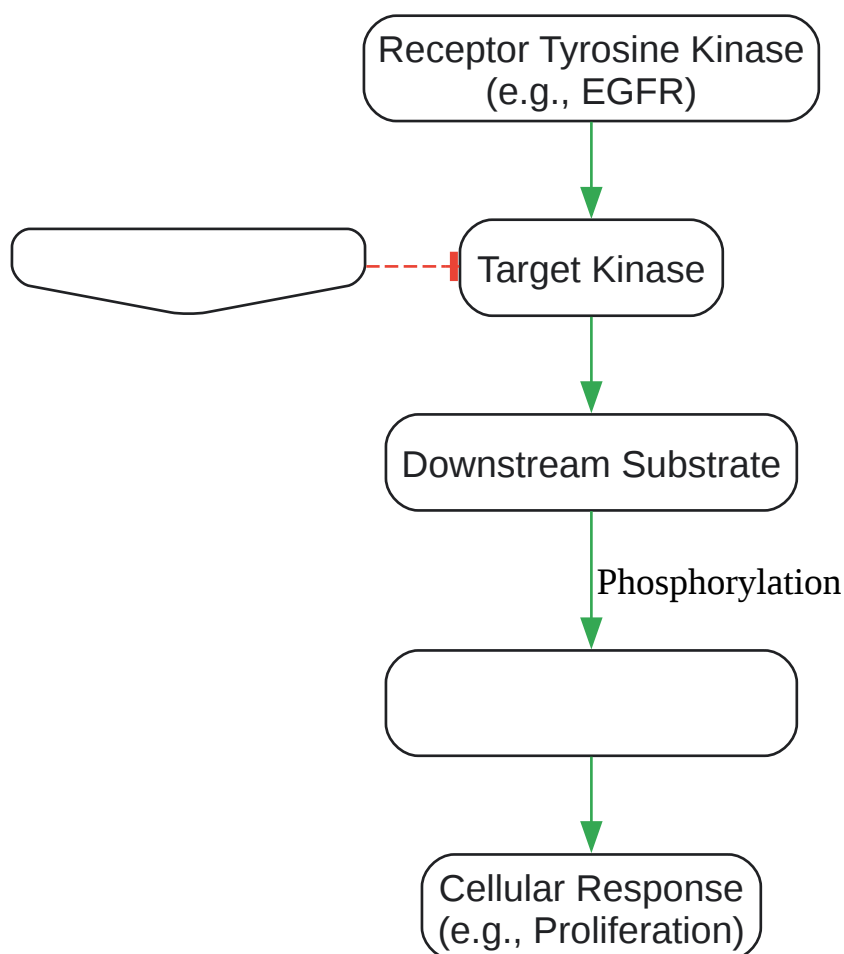 Receptor Tyrosine Kinase
(e.g., EGFR)
Target Kinase
Downstream Substrate
Phosphorylation
Cellular Response
(e.g., Proliferation)